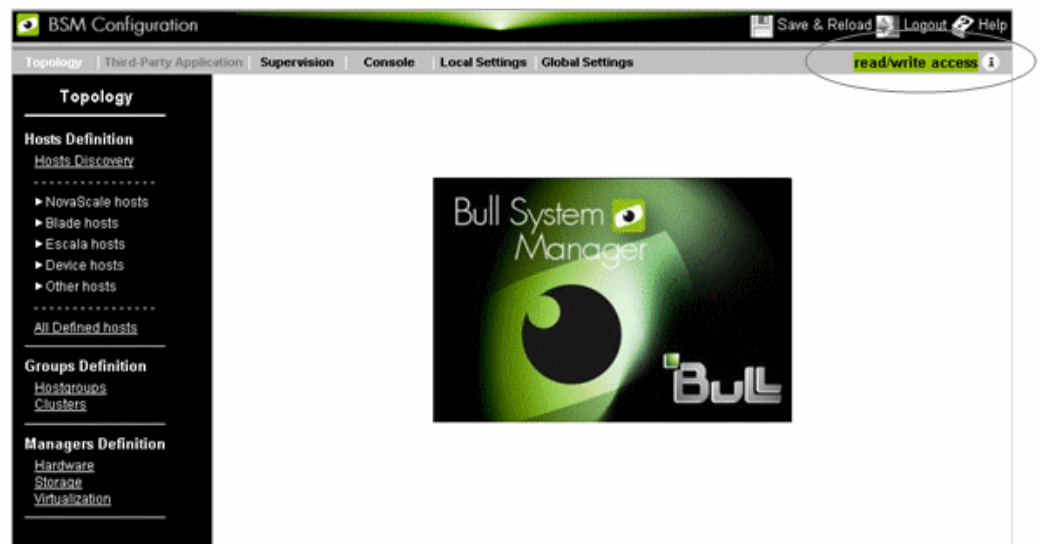 BSM Configuration
Save & Reload Logout Help
Topology Third-Party Application Supervision Console Local Settings Global Settings read/write access i
Topology
Hosts Definition
Hosts Discovery
NovaScale hosts
Blade hosts
Escala hosts
Device hosts
Other hosts
All Defined hosts
Groups Definition
Hostgroups
Clusters
Managers Definition
Hardware
Storage
Virtualization
Bull System
Manager
Bull